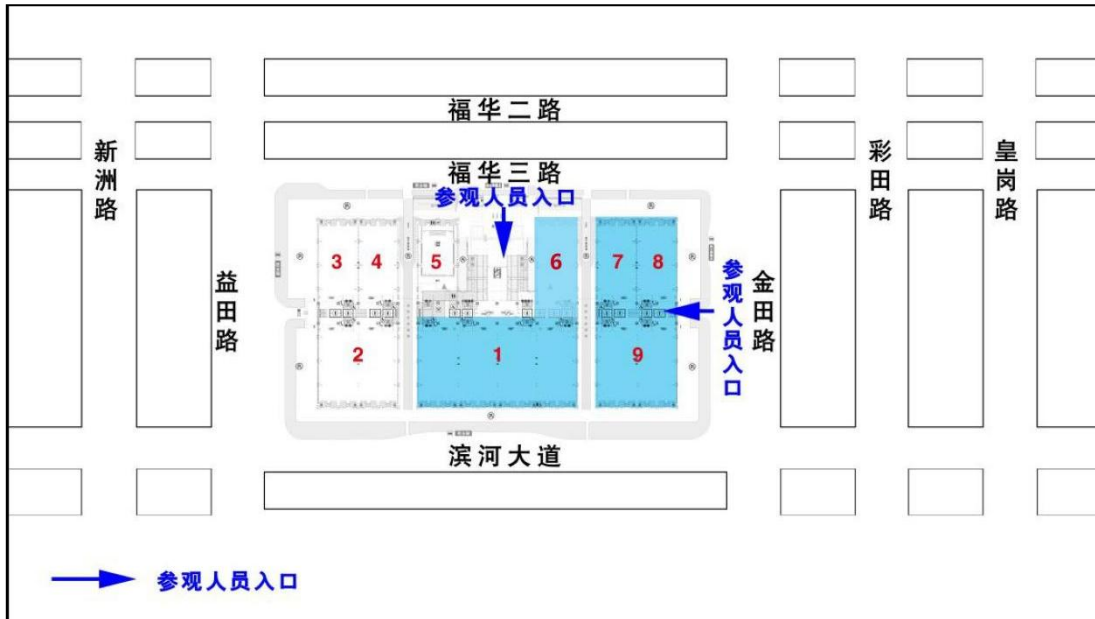 福华二路
福华三路
新洲路
彩田路
皇岗路
参观人员入口
3
4
5
6
7
8
益田路
参观人员入口
金田路
2
1
9
滨河大道
参观人员入口